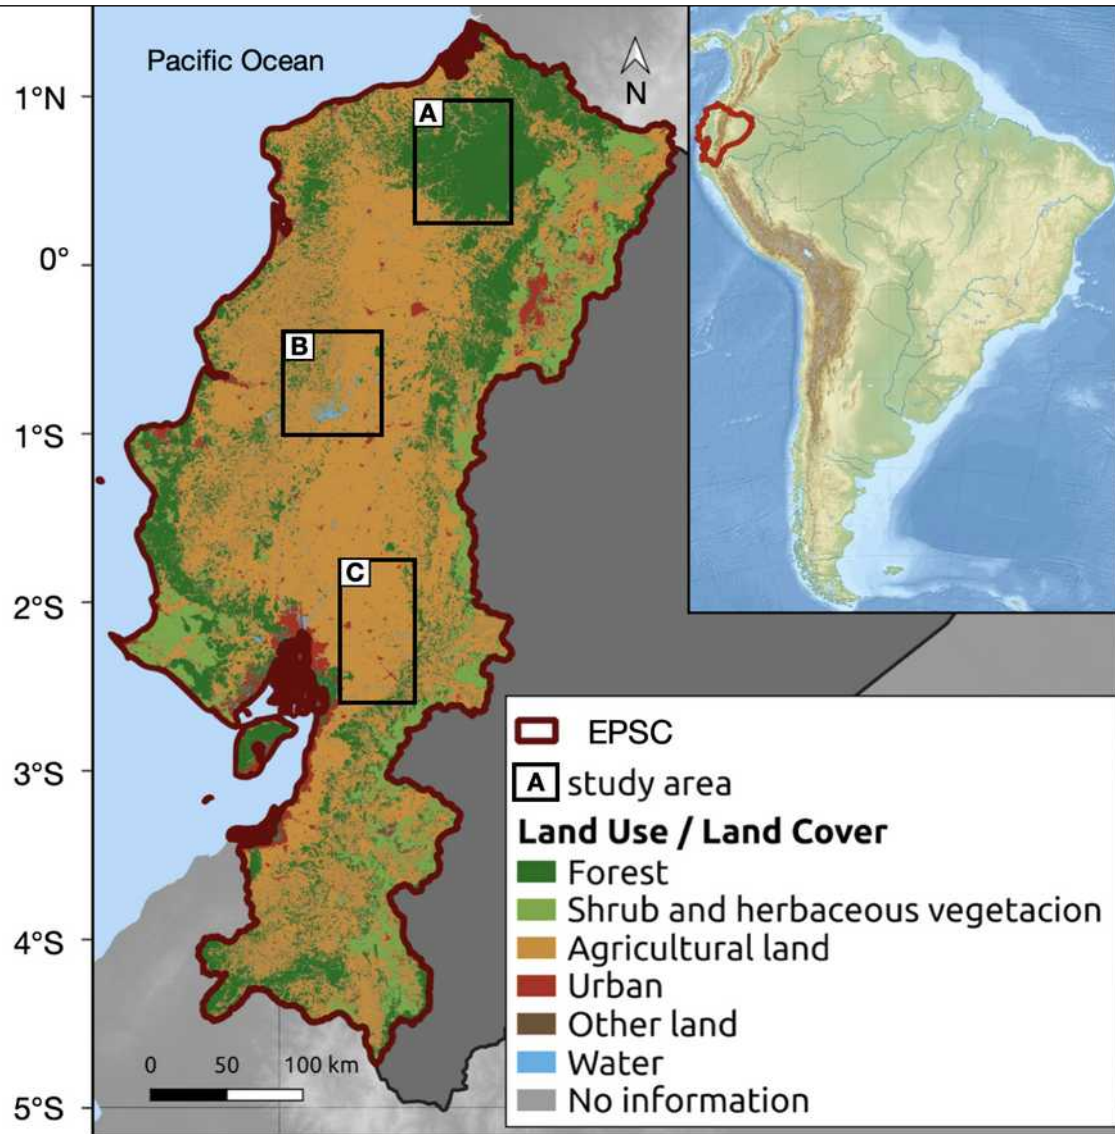 Pacific Ocean
N
1°N
0°
1°S
2°S
3°S
4°S
5°S
A
B
C
0 50 100 km
EPSC
A study area
Land Use / Land Cover
Forest
Shrub and herbaceous vegetacion
Agricultural land
Urban
Other land
Water
No information